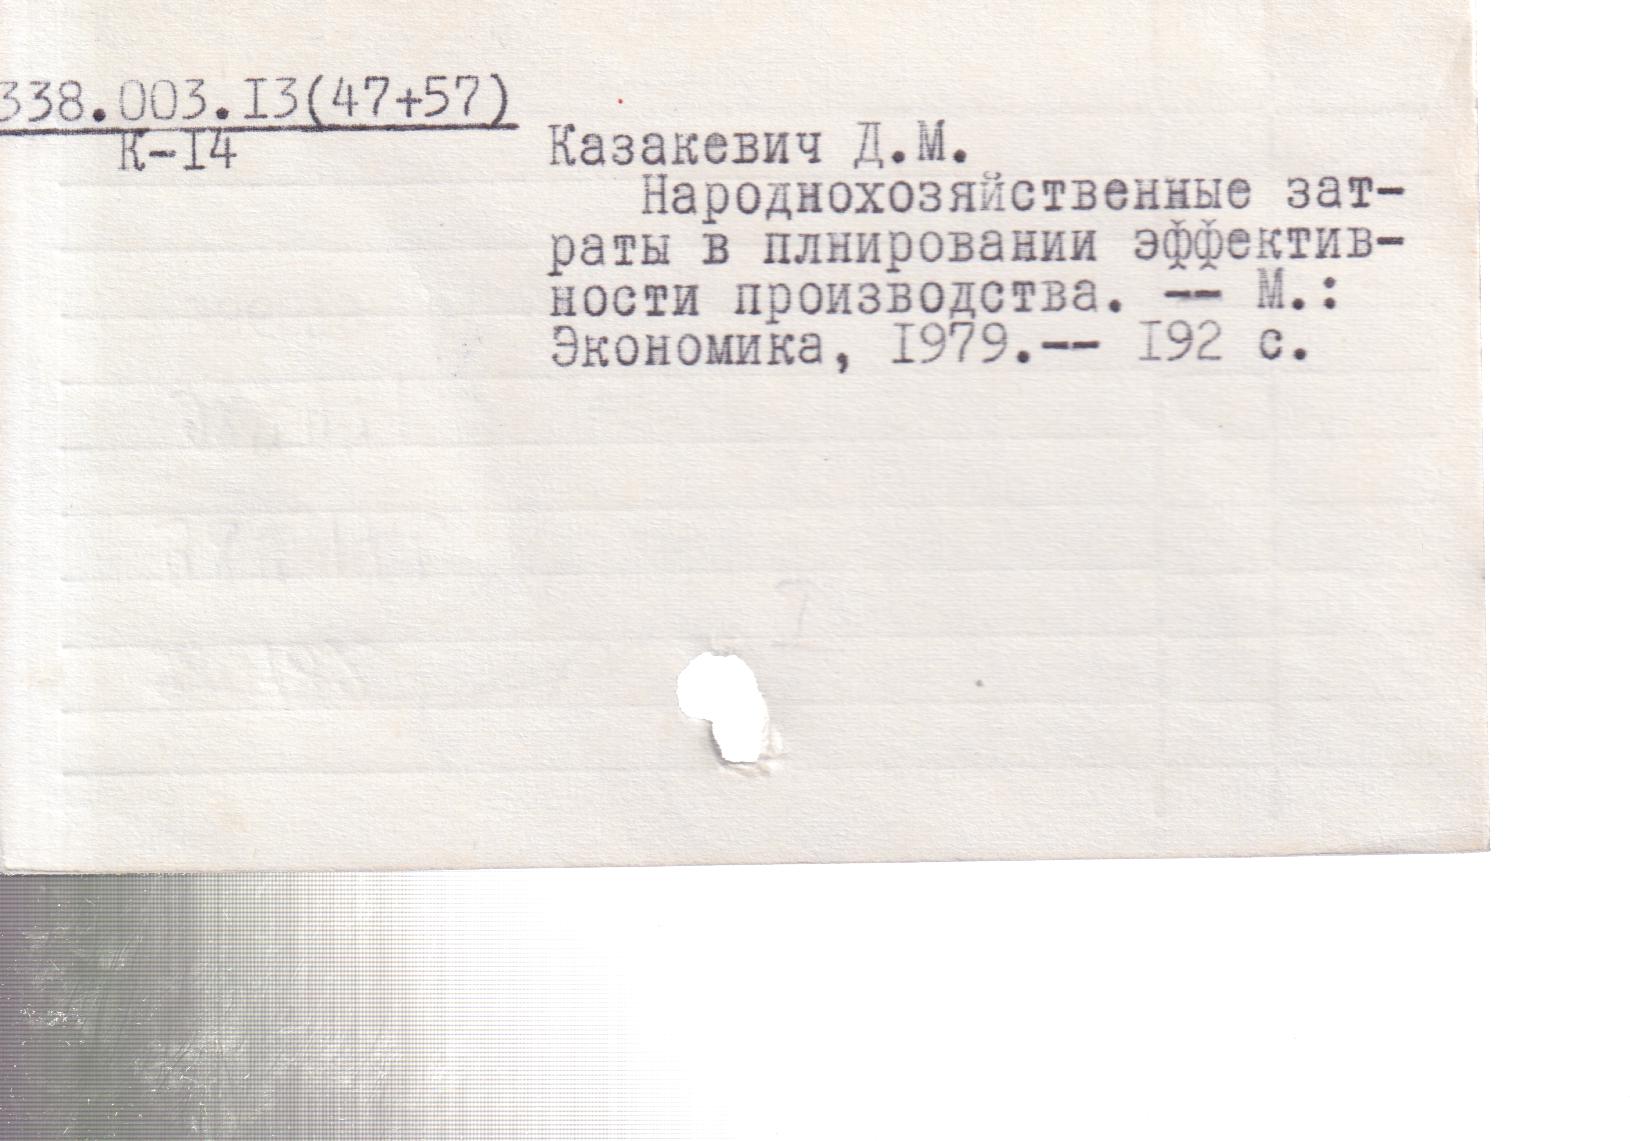 338.003.I3(47+57)
К-I4
Казакевич Д.М.
Народнохозяйственные зат-
раты в плнировании эффектив-
ности производства. -- М.:
Экономика, I979.-- I92 с.